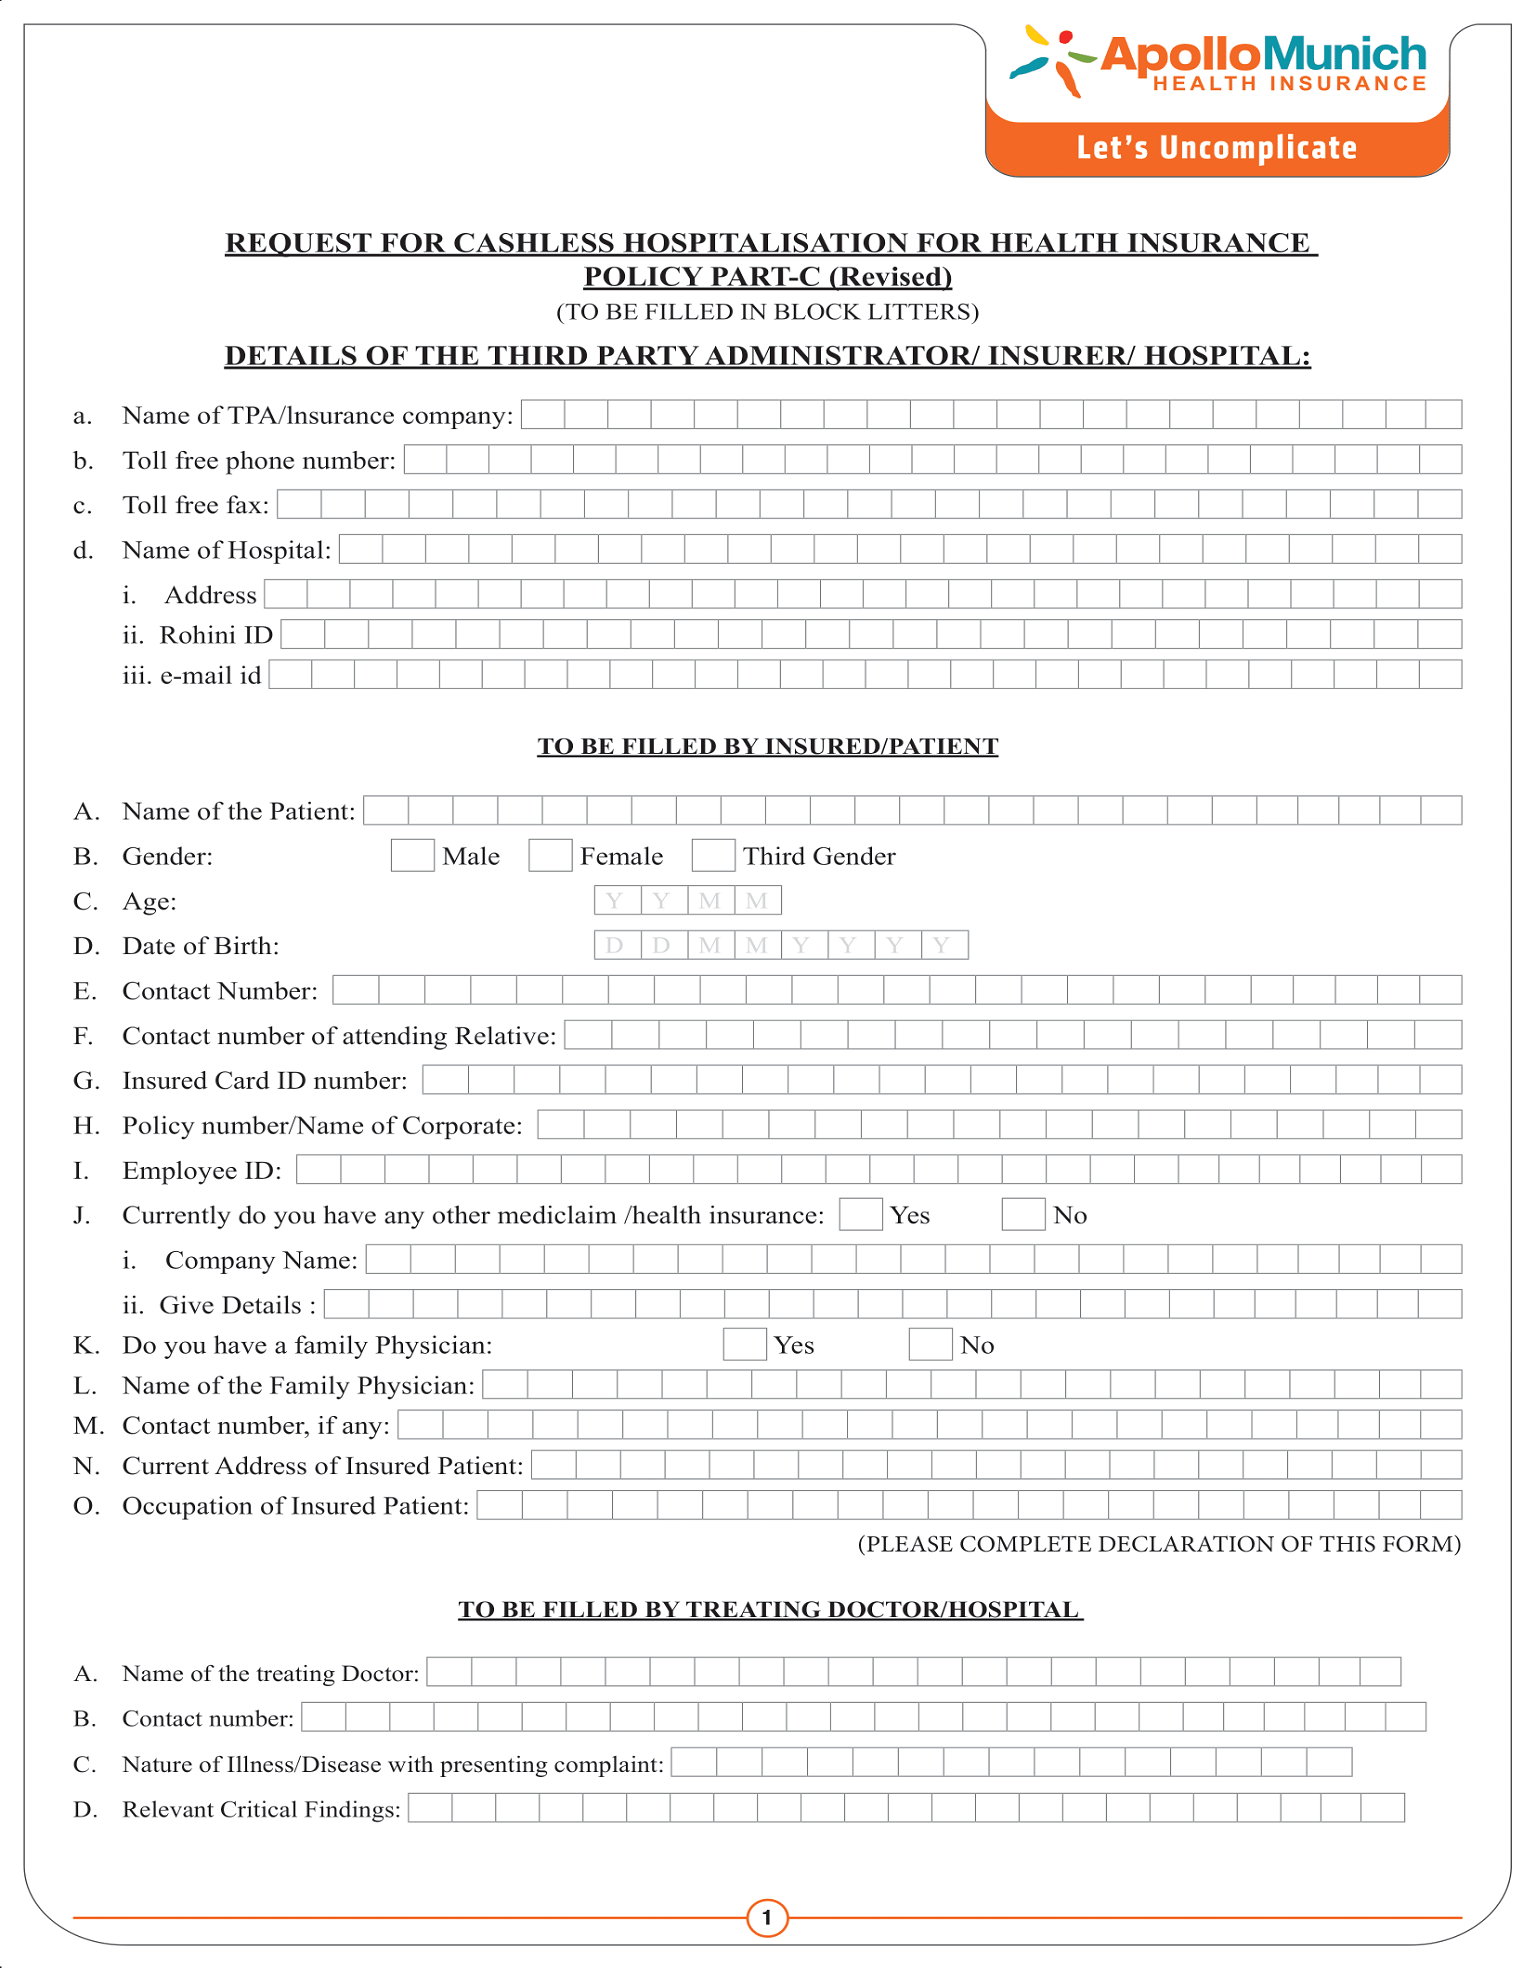 ApolloMunich
HEALTH INSURANCE
Let's Uncomplicate
REQUEST FOR CASHLESS HOSPITALISATION FOR HEALTH INSURANCE
POLICY PART-C (Revised)
(TO BE FILLED IN BLOCK LITTERS)
DETAILS OF THE THIRD PARTY ADMINISTRATOR/ INSURER/ HOSPITAL:
a. Name of TPA/lnsurance company:
b. Toll free phone number:
c. Toll free fax:
d. Name of Hospital:
i. Address
ii. Rohini ID
iii. e-mail id
TO BE FILLED BY INSURED/PATIENT
A. Name of the Patient:
B. Gender: Male Female Third Gender
C. Age: Y Y M M
D. Date of Birth: D D M M Y Y Y Y
E. Contact Number:
F. Contact number of attending Relative:
G. Insured Card ID number:
H. Policy number/Name of Corporate:
I. Employee ID:
J. Currently do you have any other mediclaim /health insurance: Yes No
i. Company Name:
ii. Give Details :
K. Do you have a family Physician: Yes No
L. Name of the Family Physician:
M. Contact number, if any:
N. Current Address of Insured Patient:
O. Occupation of Insured Patient:
(PLEASE COMPLETE DECLARATION OF THIS FORM)
TO BE FILLED BY TREATING DOCTOR/HOSPITAL
A. Name of the treating Doctor:
B. Contact number:
C. Nature of Illness/Disease with presenting complaint:
D. Relevant Critical Findings:
1